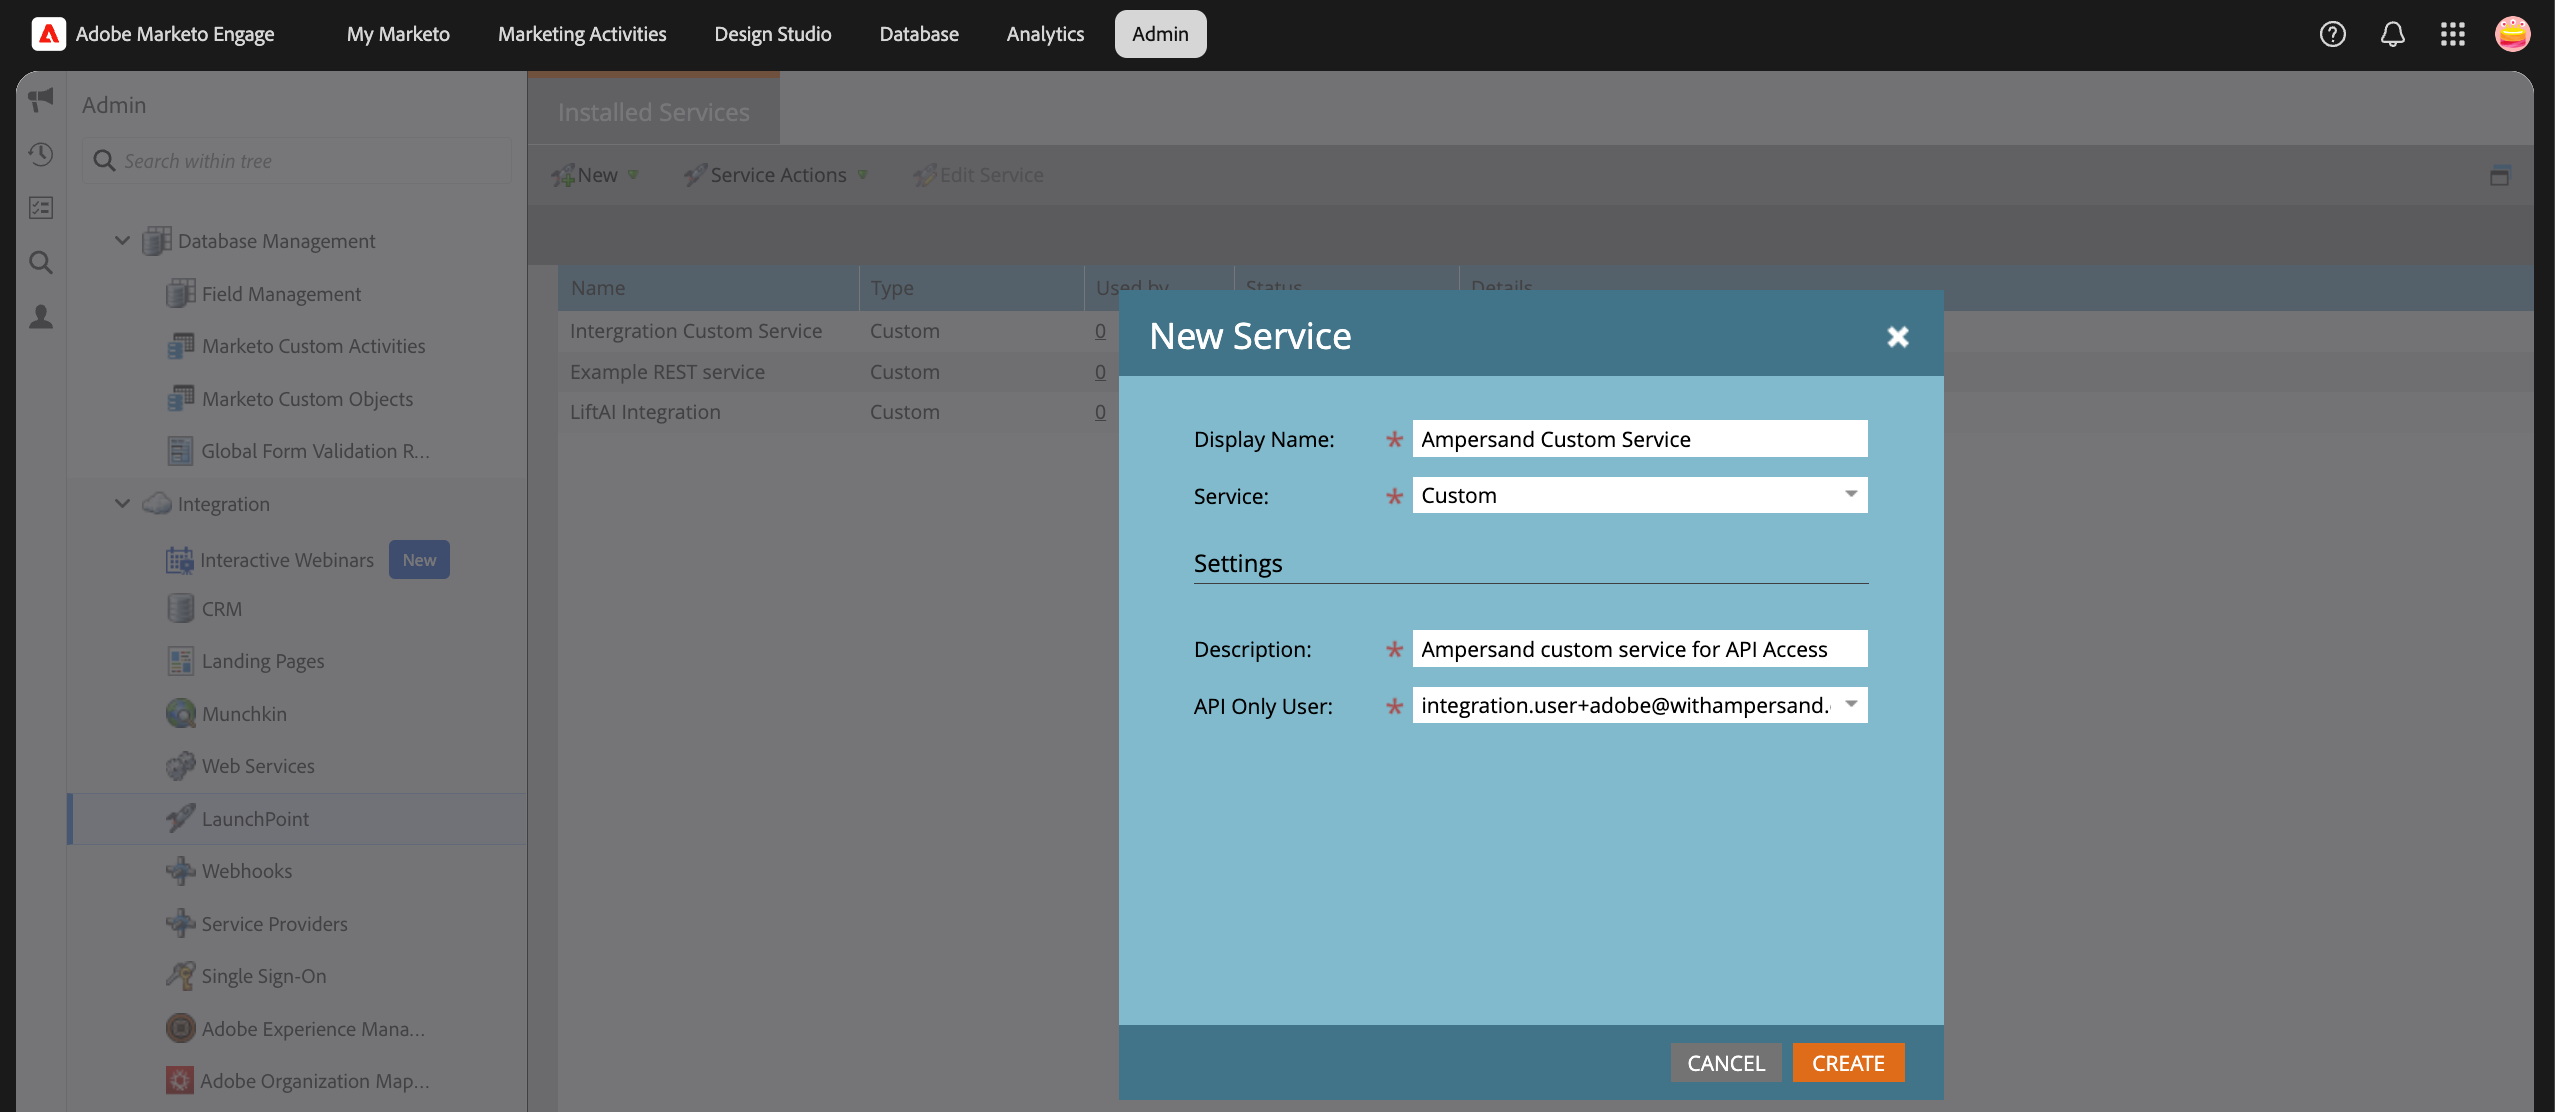 Adobe Marketo Engage
My Marketo
Marketing Activities
Design Studio
Database
Analytics
Admin
Admin
Search within tree
Database Management
Field Management
Marketo Custom Activities
Marketo Custom Objects
Global Form Validation R...
Integration
Interactive Webinars New
CRM
Landing Pages
Munchkin
Web Services
LaunchPoint
Webhooks
Service Providers
Single Sign-On
Adobe Experience Mana...
Adobe Organization Map...
Installed Services
New
Service Actions
Edit Service
Name Type Used by Status Details
Intergration Custom Service Custom 0
Example REST service Custom 0
LiftAI Integration Custom 0
New Service
Display Name: * Ampersand Custom Service
Service: * Custom
Settings
Description: * Ampersand custom service for API Access
API Only User: * integration.user+adobe@withampersand.
CANCEL CREATE